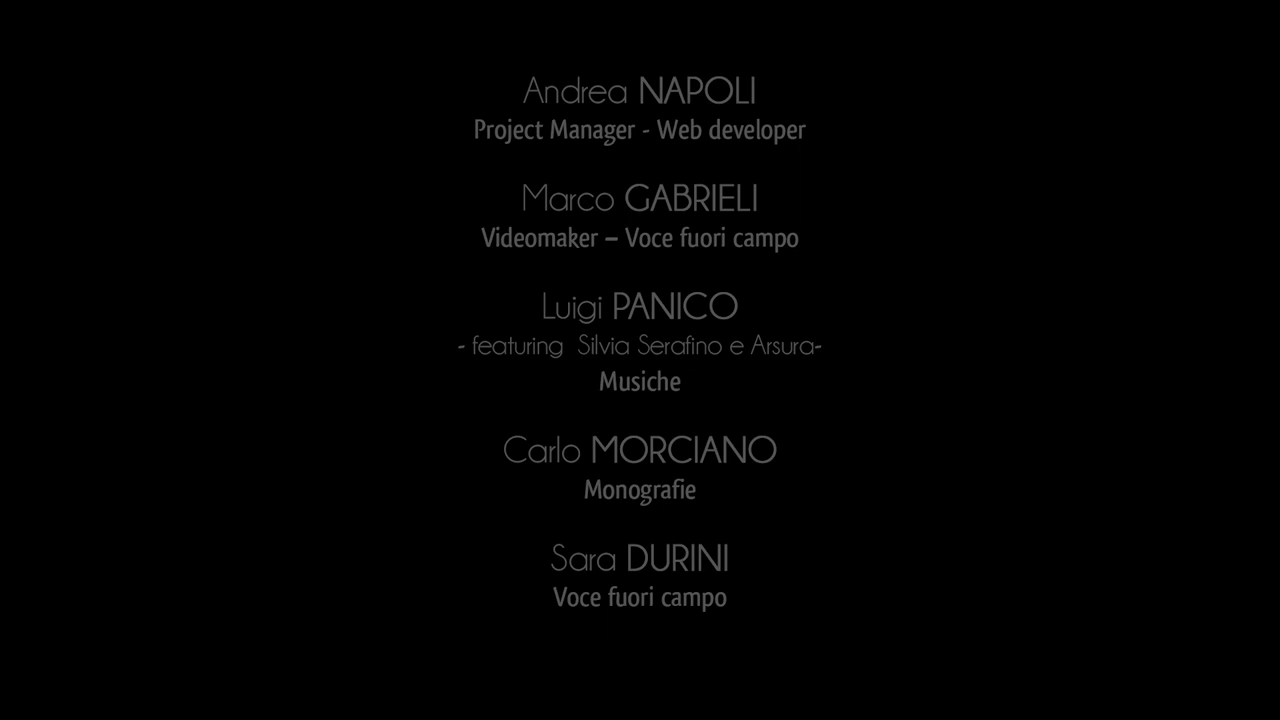 Andrea NAPOLI
Project Manager - Web developer
Marco GABRIELI
Videomaker – Voce fuori campo
Luigi PANICO
- featuring Silvia Serafino e Arsura-
Musiche
Carlo MORCIANO
Monografie
Sara DURINI
Voce fuori campo